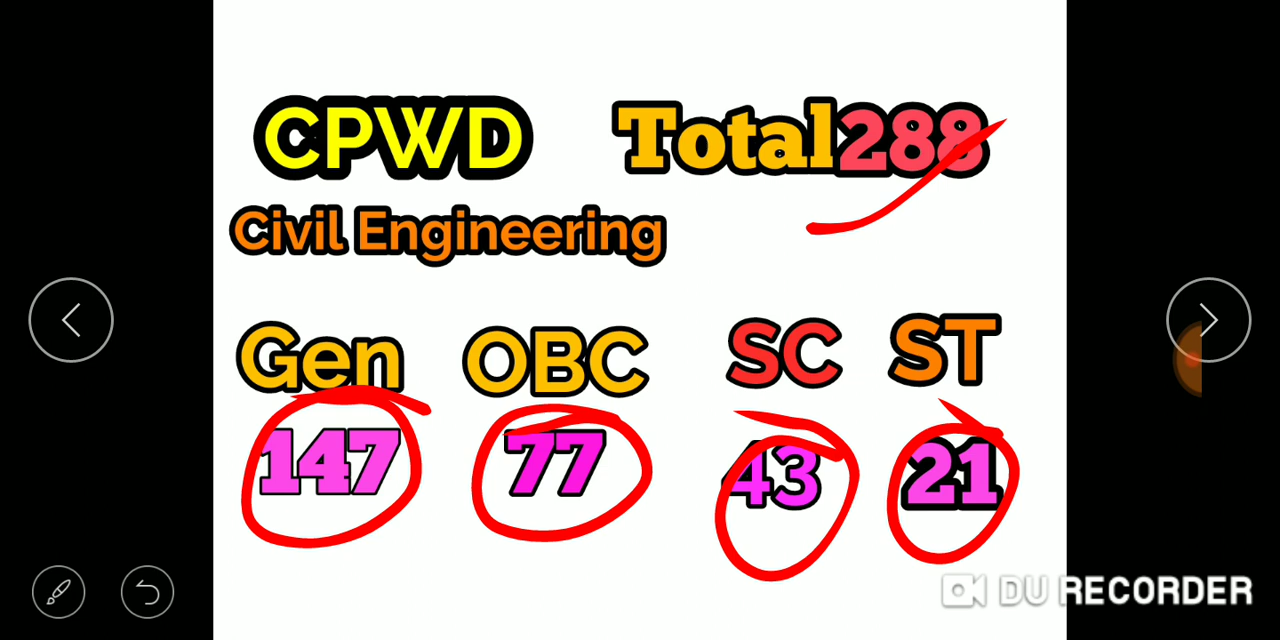 CPWD Total288
Civil Engineering
Gen OBC SC ST
147 77 43 21
DU RECORDER